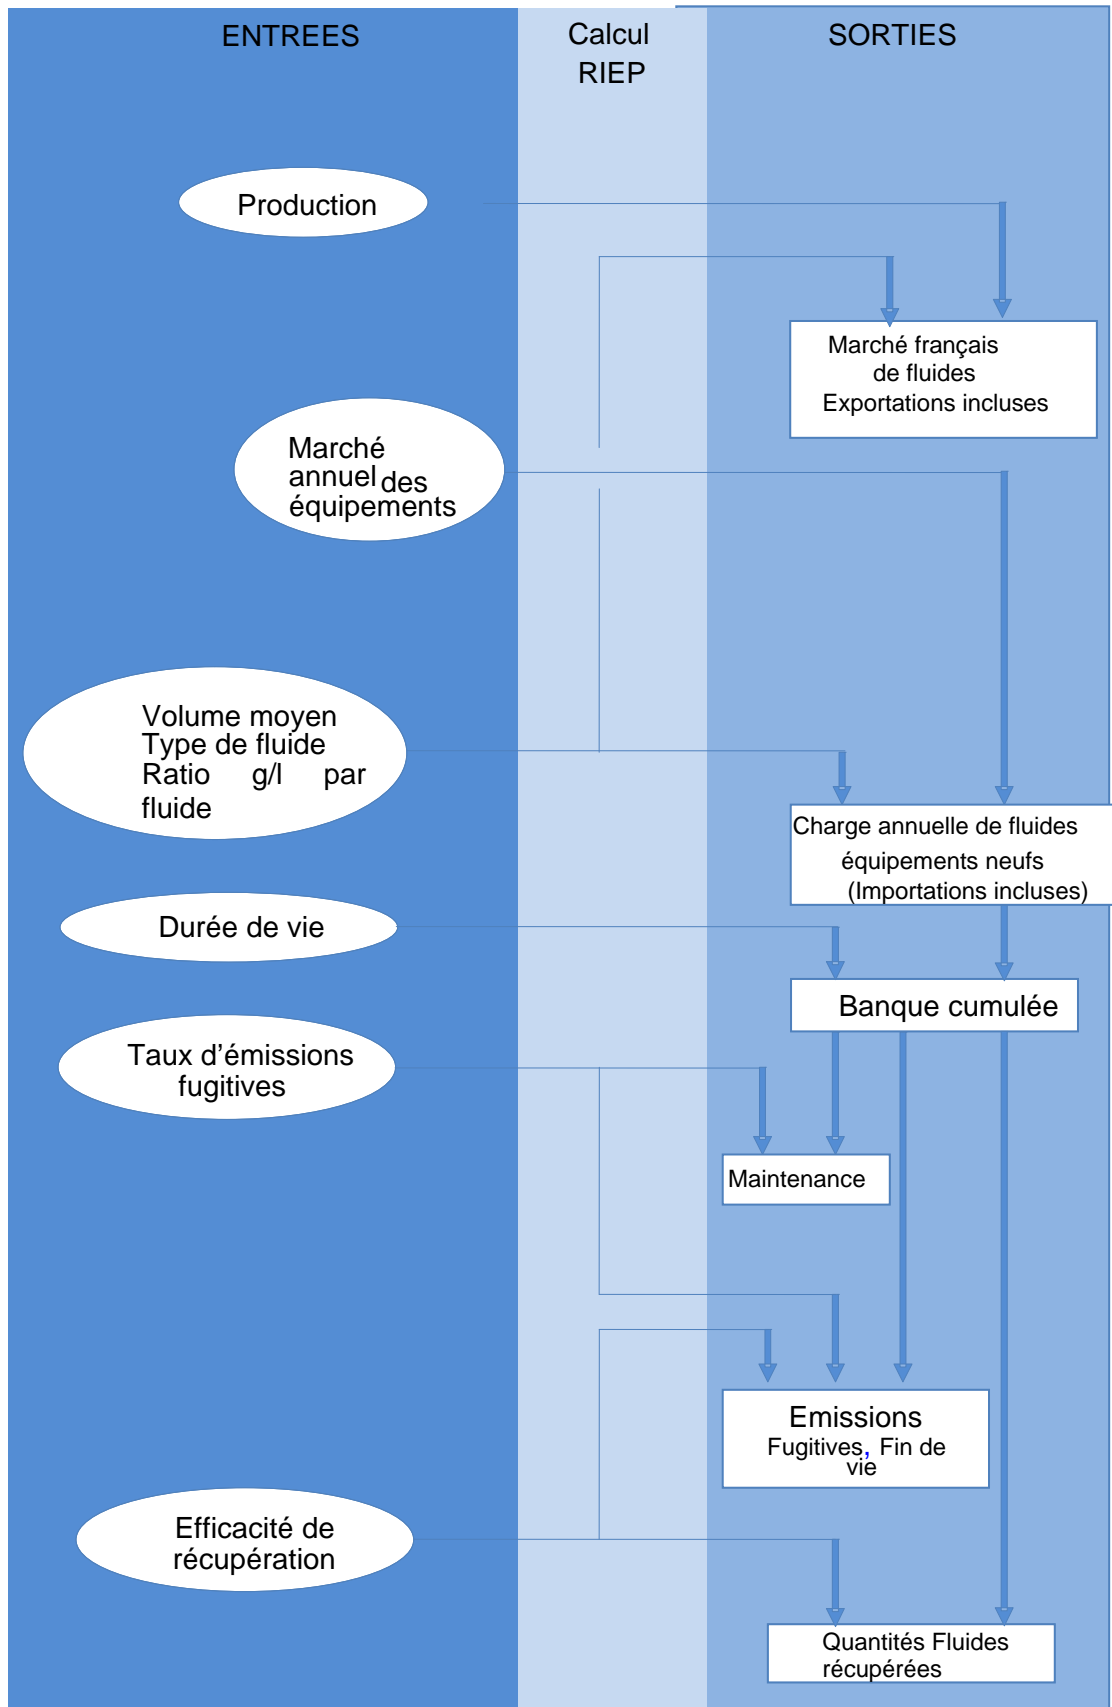 ENTREES
Calcul
RIEP
SORTIES
Production
Marché français
de fluides
Exportations incluses
Marché
annuel des
équipements
Volume moyen
Type de fluide
Ratio g/l par
fluide
Charge annuelle de fluides
équipements neufs
(Importations incluses)
Durée de vie
Banque cumulée
Taux d’émissions
fugitives
Maintenance
Emissions
Fugitives, Fin de
vie
Efficacité de
récupération
Quantités Fluides
récupérées